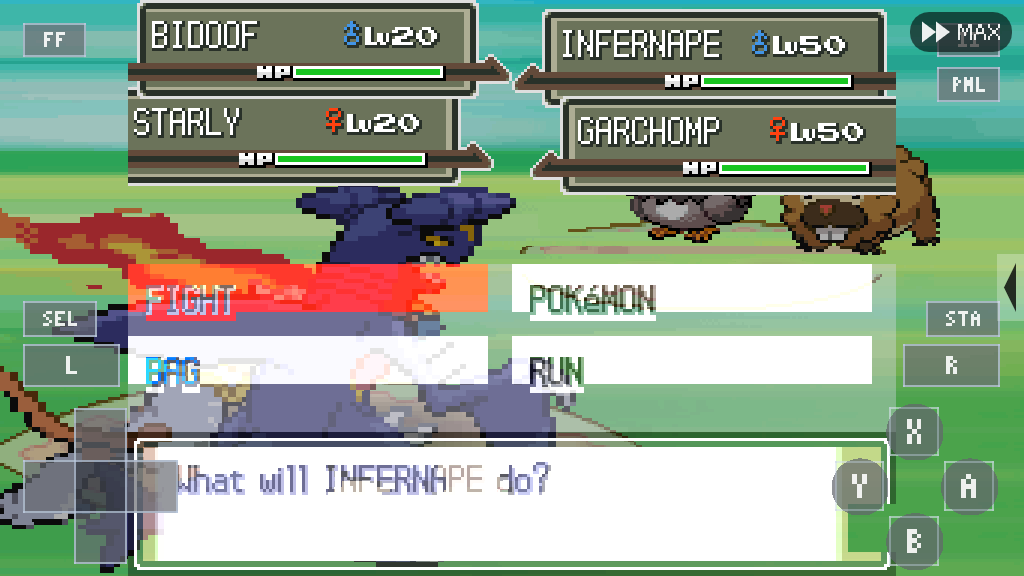 FF
BIDOOF ♂Lv20
HP
INFERNAPE ♂Lv50
HP
MAX
PML
STARLY ♀Lv20
HP
GARCHOMP ♀Lv50
HP
FIGHT
POKéMON
SEL
STA
L
BAG
RUN
R
What will INFERNAPE do?
X
Y
A
B